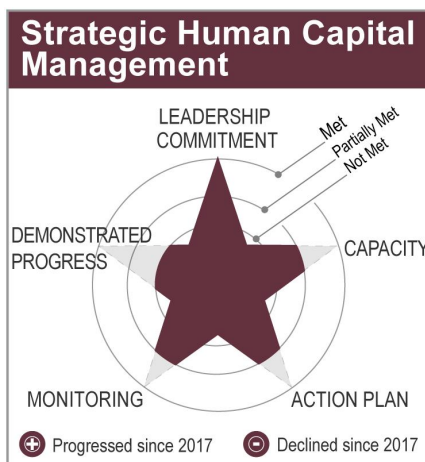 Strategic Human Capital
Management
LEADERSHIP
COMMITMENT
Met
Partially Met
Not Met
DEMONSTRATED
PROGRESS
CAPACITY
MONITORING
ACTION PLAN
+ Progressed since 2017
- Declined since 2017